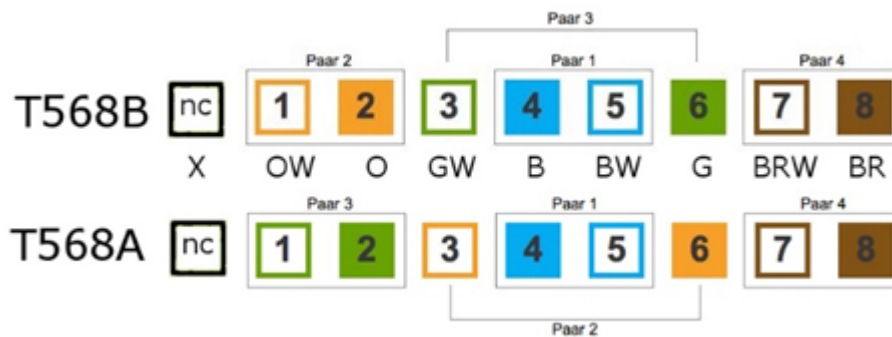 Paar 3
Paar 2 Paar 1 Paar 4
T568B nc 1 2 3 4 5 6 7 8
X OW O GW B BW G BRW BR
Paar 3 Paar 1 Paar 4
T568A nc 1 2 3 4 5 6 7 8
Paar 2